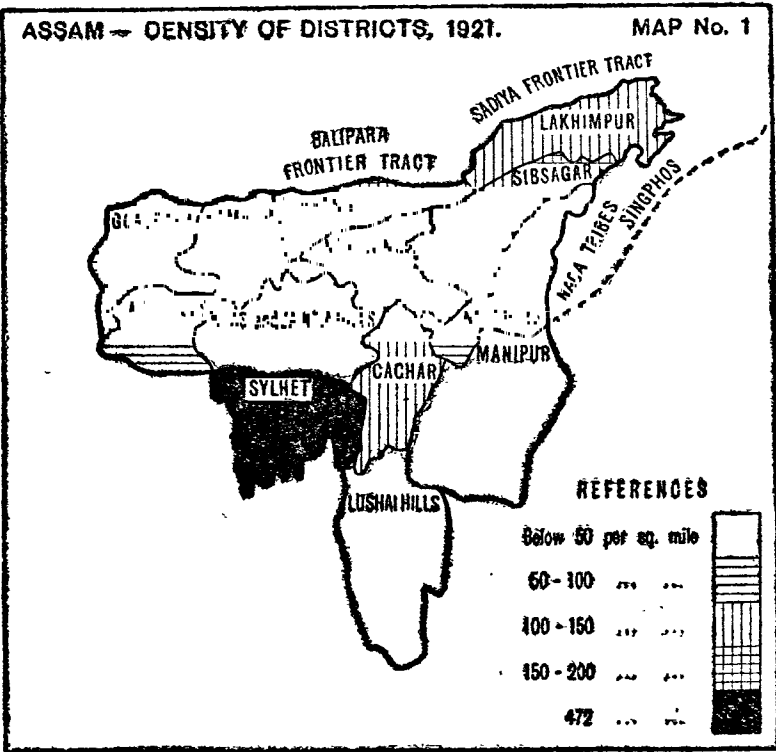 ASSAM – DENSITY OF DISTRICTS, 1921.
MAP No. 1
SADIYA FRONTIER TRACT
LAKHIMPUR
BALIPARA
FRONTIER TRACT
SIBSAGAR
NAGA TRIBES
SINGPHOS
MANIPUR
CACHAR
SYLHET
LUSHAI HILLS
REFERENCES
Below 50 per sq. mile
50-100 „ „
100-150 „ „
150-200 „ „
472 „ „